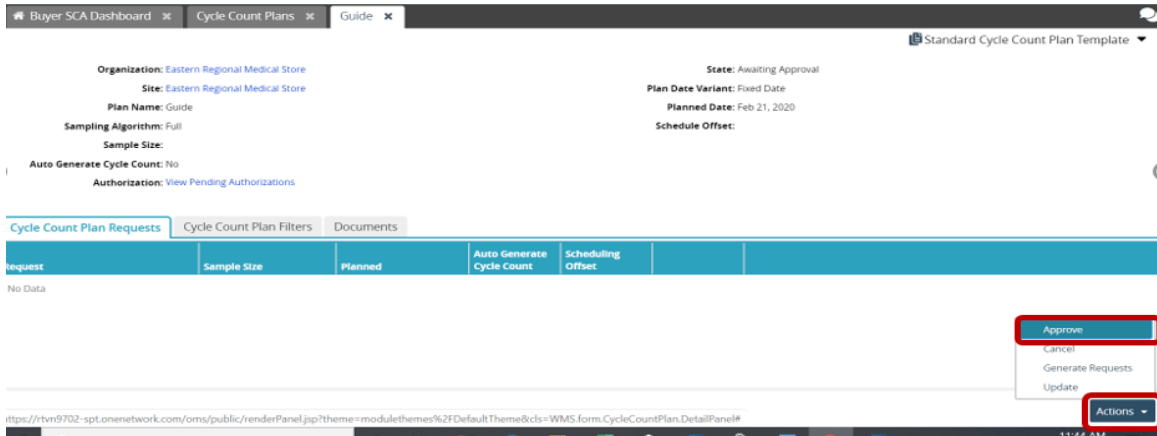 Buyer SCA Dashboard × Cycle Count Plans × Guide ×
Standard Cycle Count Plan Template
Organization: Eastern Regional Medical Store
State: Awaiting Approval
Site: Eastern Regional Medical Store
Plan Date Variant: Fixed Date
Plan Name: Guide
Planned Date: Feb 21, 2020
Sampling Algorithm: Full
Schedule Offset:
Sample Size:
Auto Generate Cycle Count: No
Authorization: View Pending Authorizations
Cycle Count Plan Requests Cycle Count Plan Filters Documents
Request Sample Size Planned Auto Generate Cycle Count Scheduling Offset
No Data
Approve
Cancel
Generate Requests
Update
Actions
https://rtvn9702-spt.onenetwork.com/oms/public/renderPanel.jsp?theme=modulethemes%2FDefaultTheme&cls=WMS.form.CycleCountPlan.DetailPanel#
11:44 AM